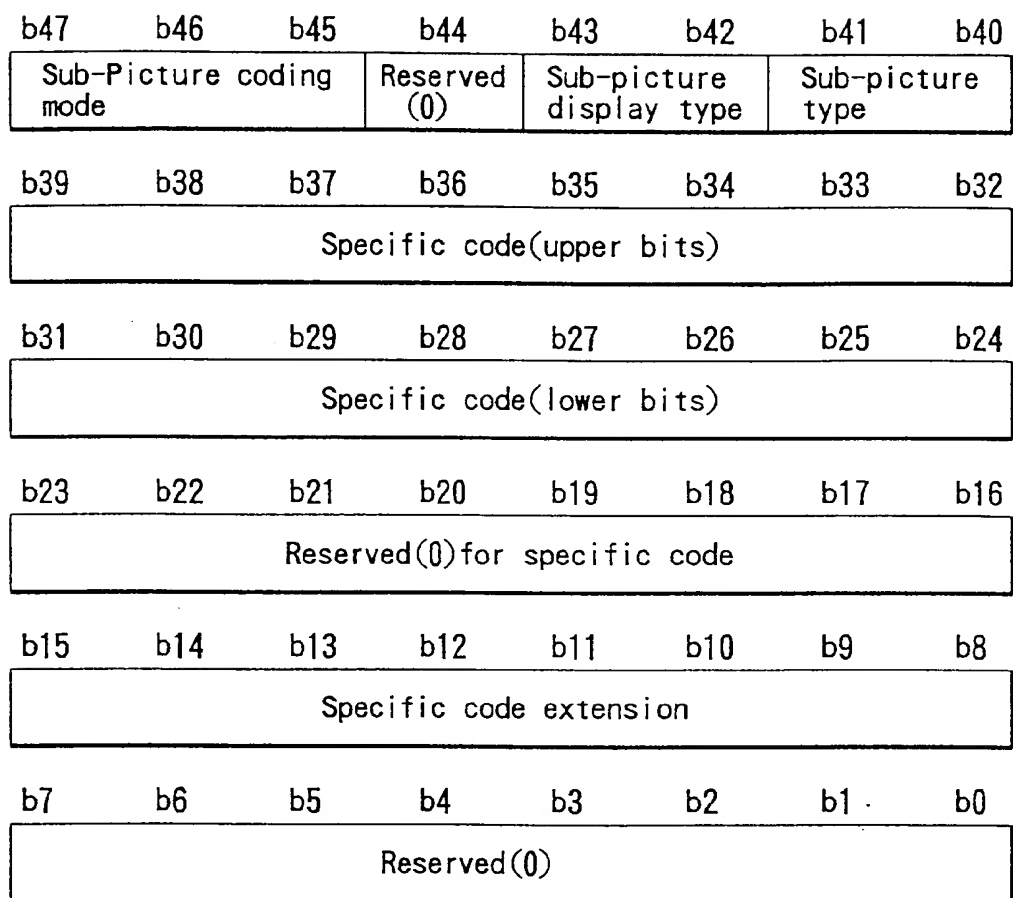 b47 b46 b45 b44 b43 b42 b41 b40
Sub-Picture coding mode Reserved (0) Sub-picture display type Sub-picture type
b39 b38 b37 b36 b35 b34 b33 b32
Specific code(upper bits)
b31 b30 b29 b28 b27 b26 b25 b24
Specific code(lower bits)
b23 b22 b21 b20 b19 b18 b17 b16
Reserved(0)for specific code
b15 b14 b13 b12 b11 b10 b9 b8
Specific code extension
b7 b6 b5 b4 b3 b2 b1 b0
Reserved(0)